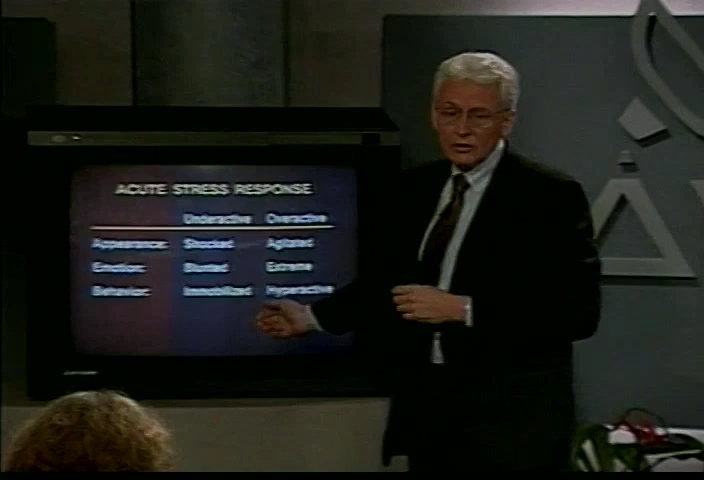 ACUTE STRESS RESPONSE
Underactive Overactive
Appearance: Shocked Agitated
Emotion: Blunted Extreme
Behavior: Immobilized Hyperactive